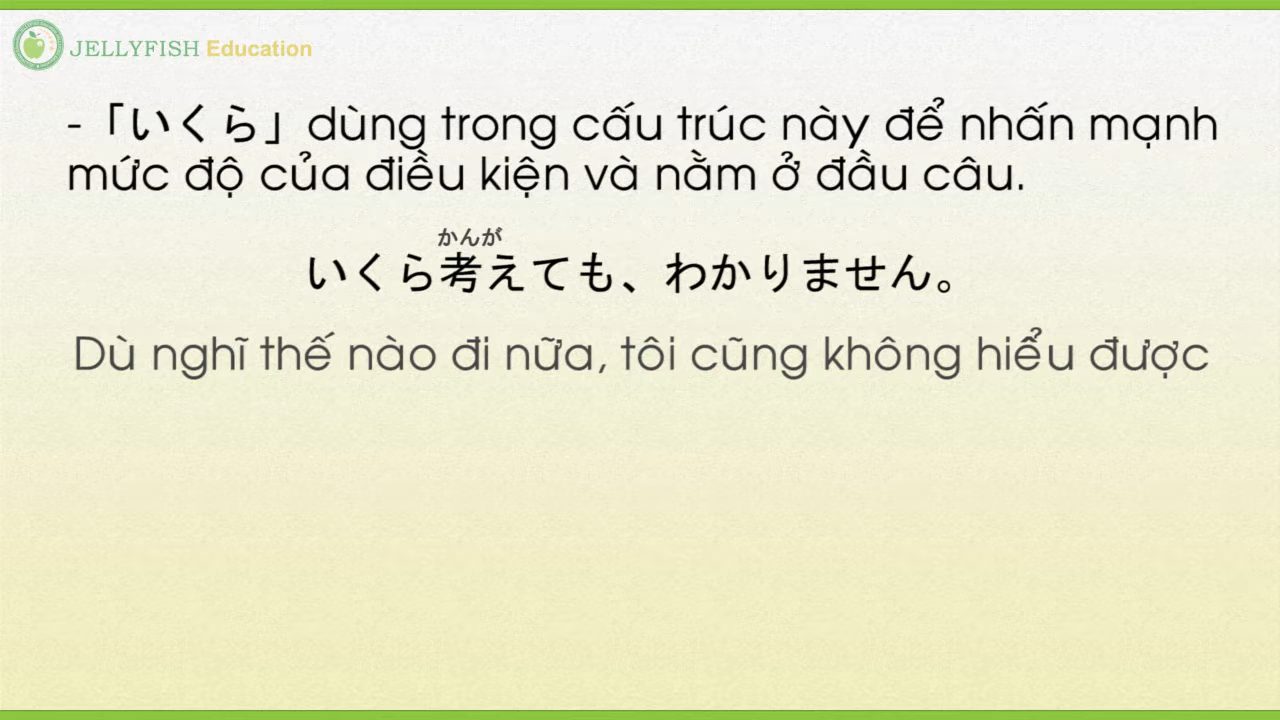 JELLYFISH Education
-「いくら」dùng trong cấu trúc này để nhấn mạnh
mức độ của điều kiện và nằm ở đầu câu.
かんが
いくら考えても、わかりません。
Dù nghĩ thế nào đi nữa, tôi cũng không hiểu được